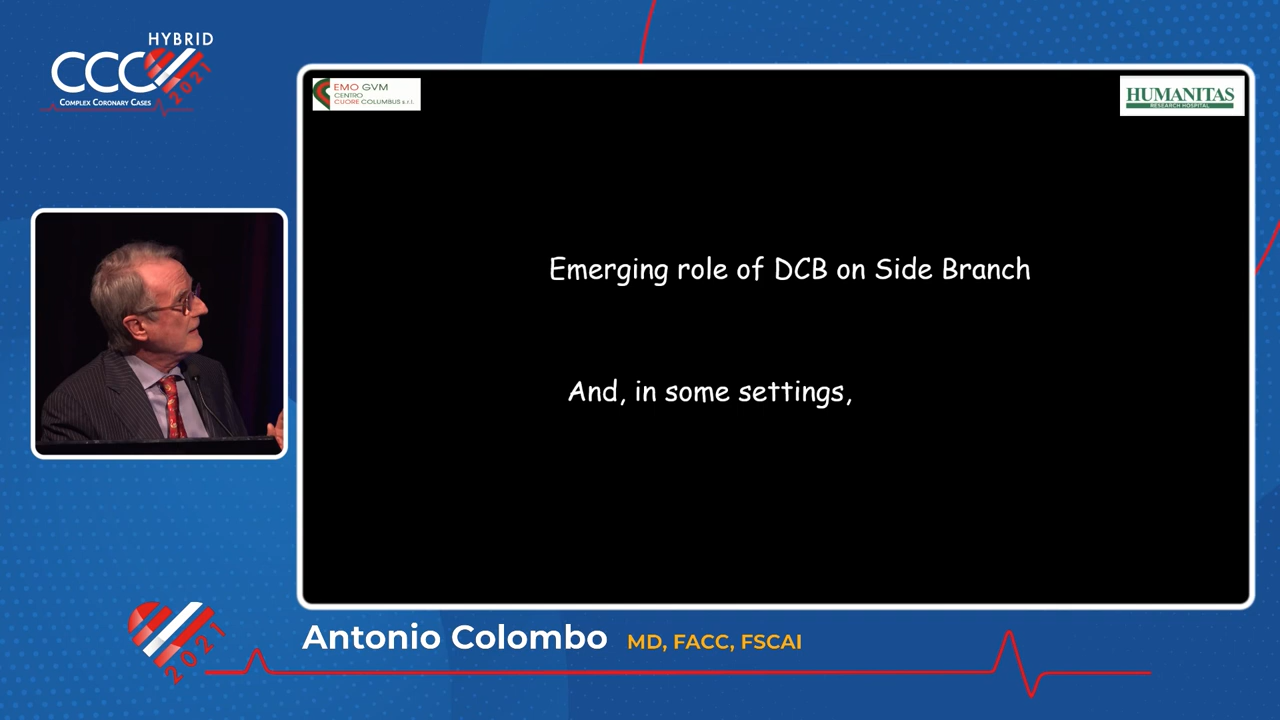 HYBRID
CCC
2021
COMPLEX CORONARY CASES
EMO GVM
CENTRO
CUORE COLUMBUS s.r.l.
HUMANITAS
RESEARCH HOSPITAL
Emerging role of DCB on Side Branch
And, in some settings,
2021
Antonio Colombo MD, FACC, FSCAI